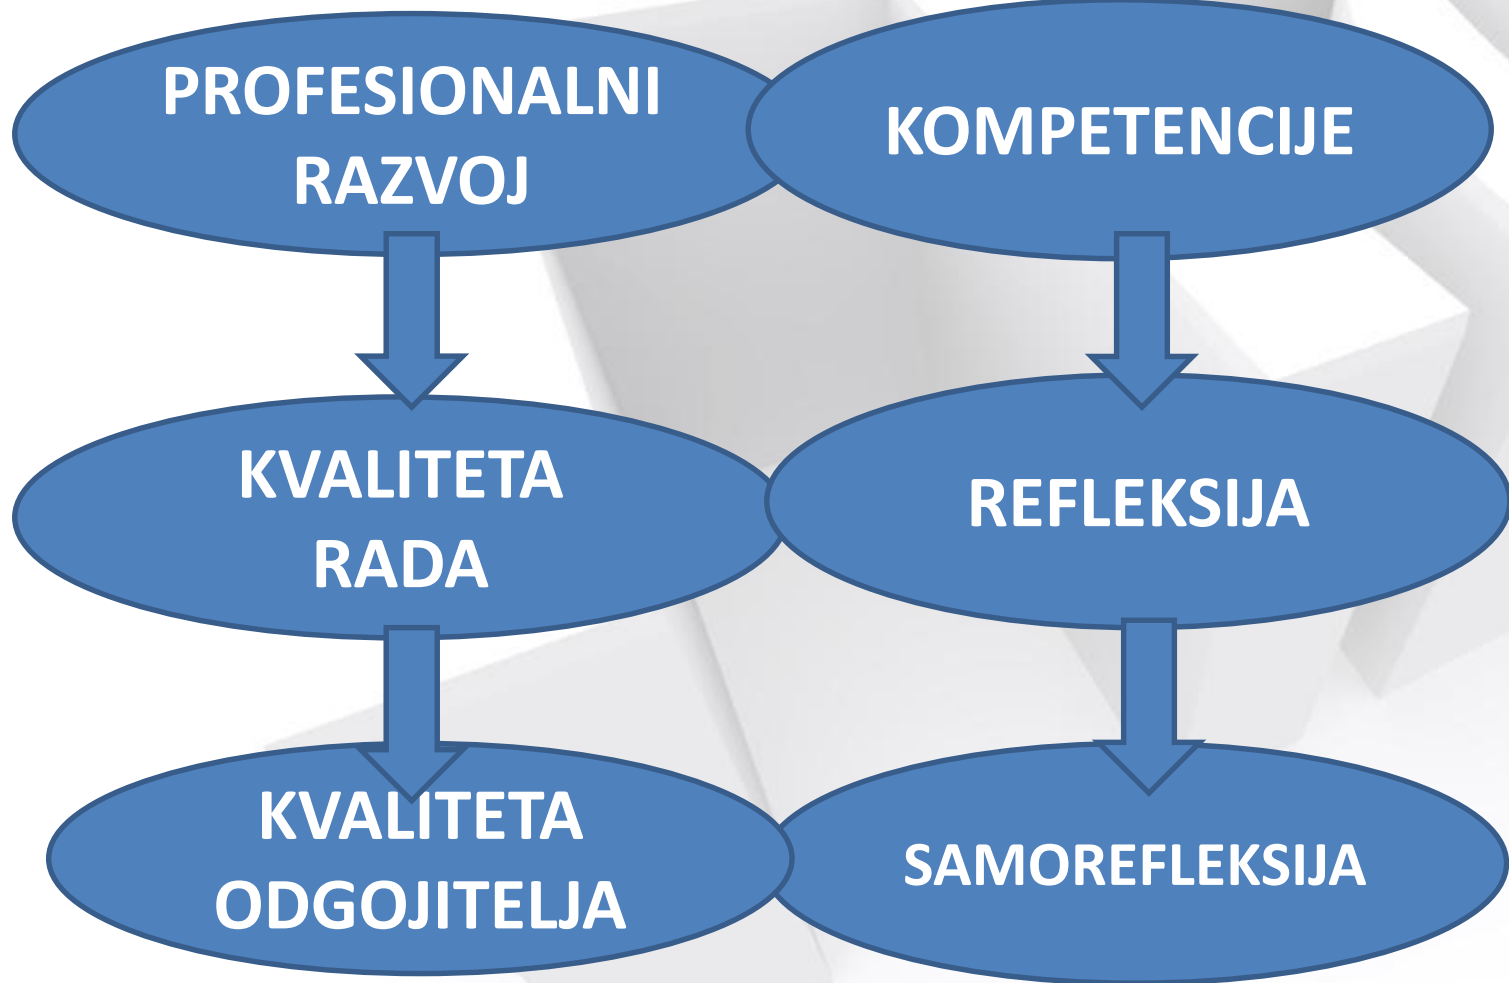 PROFESIONALNI
RAZVOJ
KOMPETENCIJE
KVALITETA
RADA
REFLEKSIJA
KVALITETA
ODGOJITELJA
SAMOREFLEKSIJA